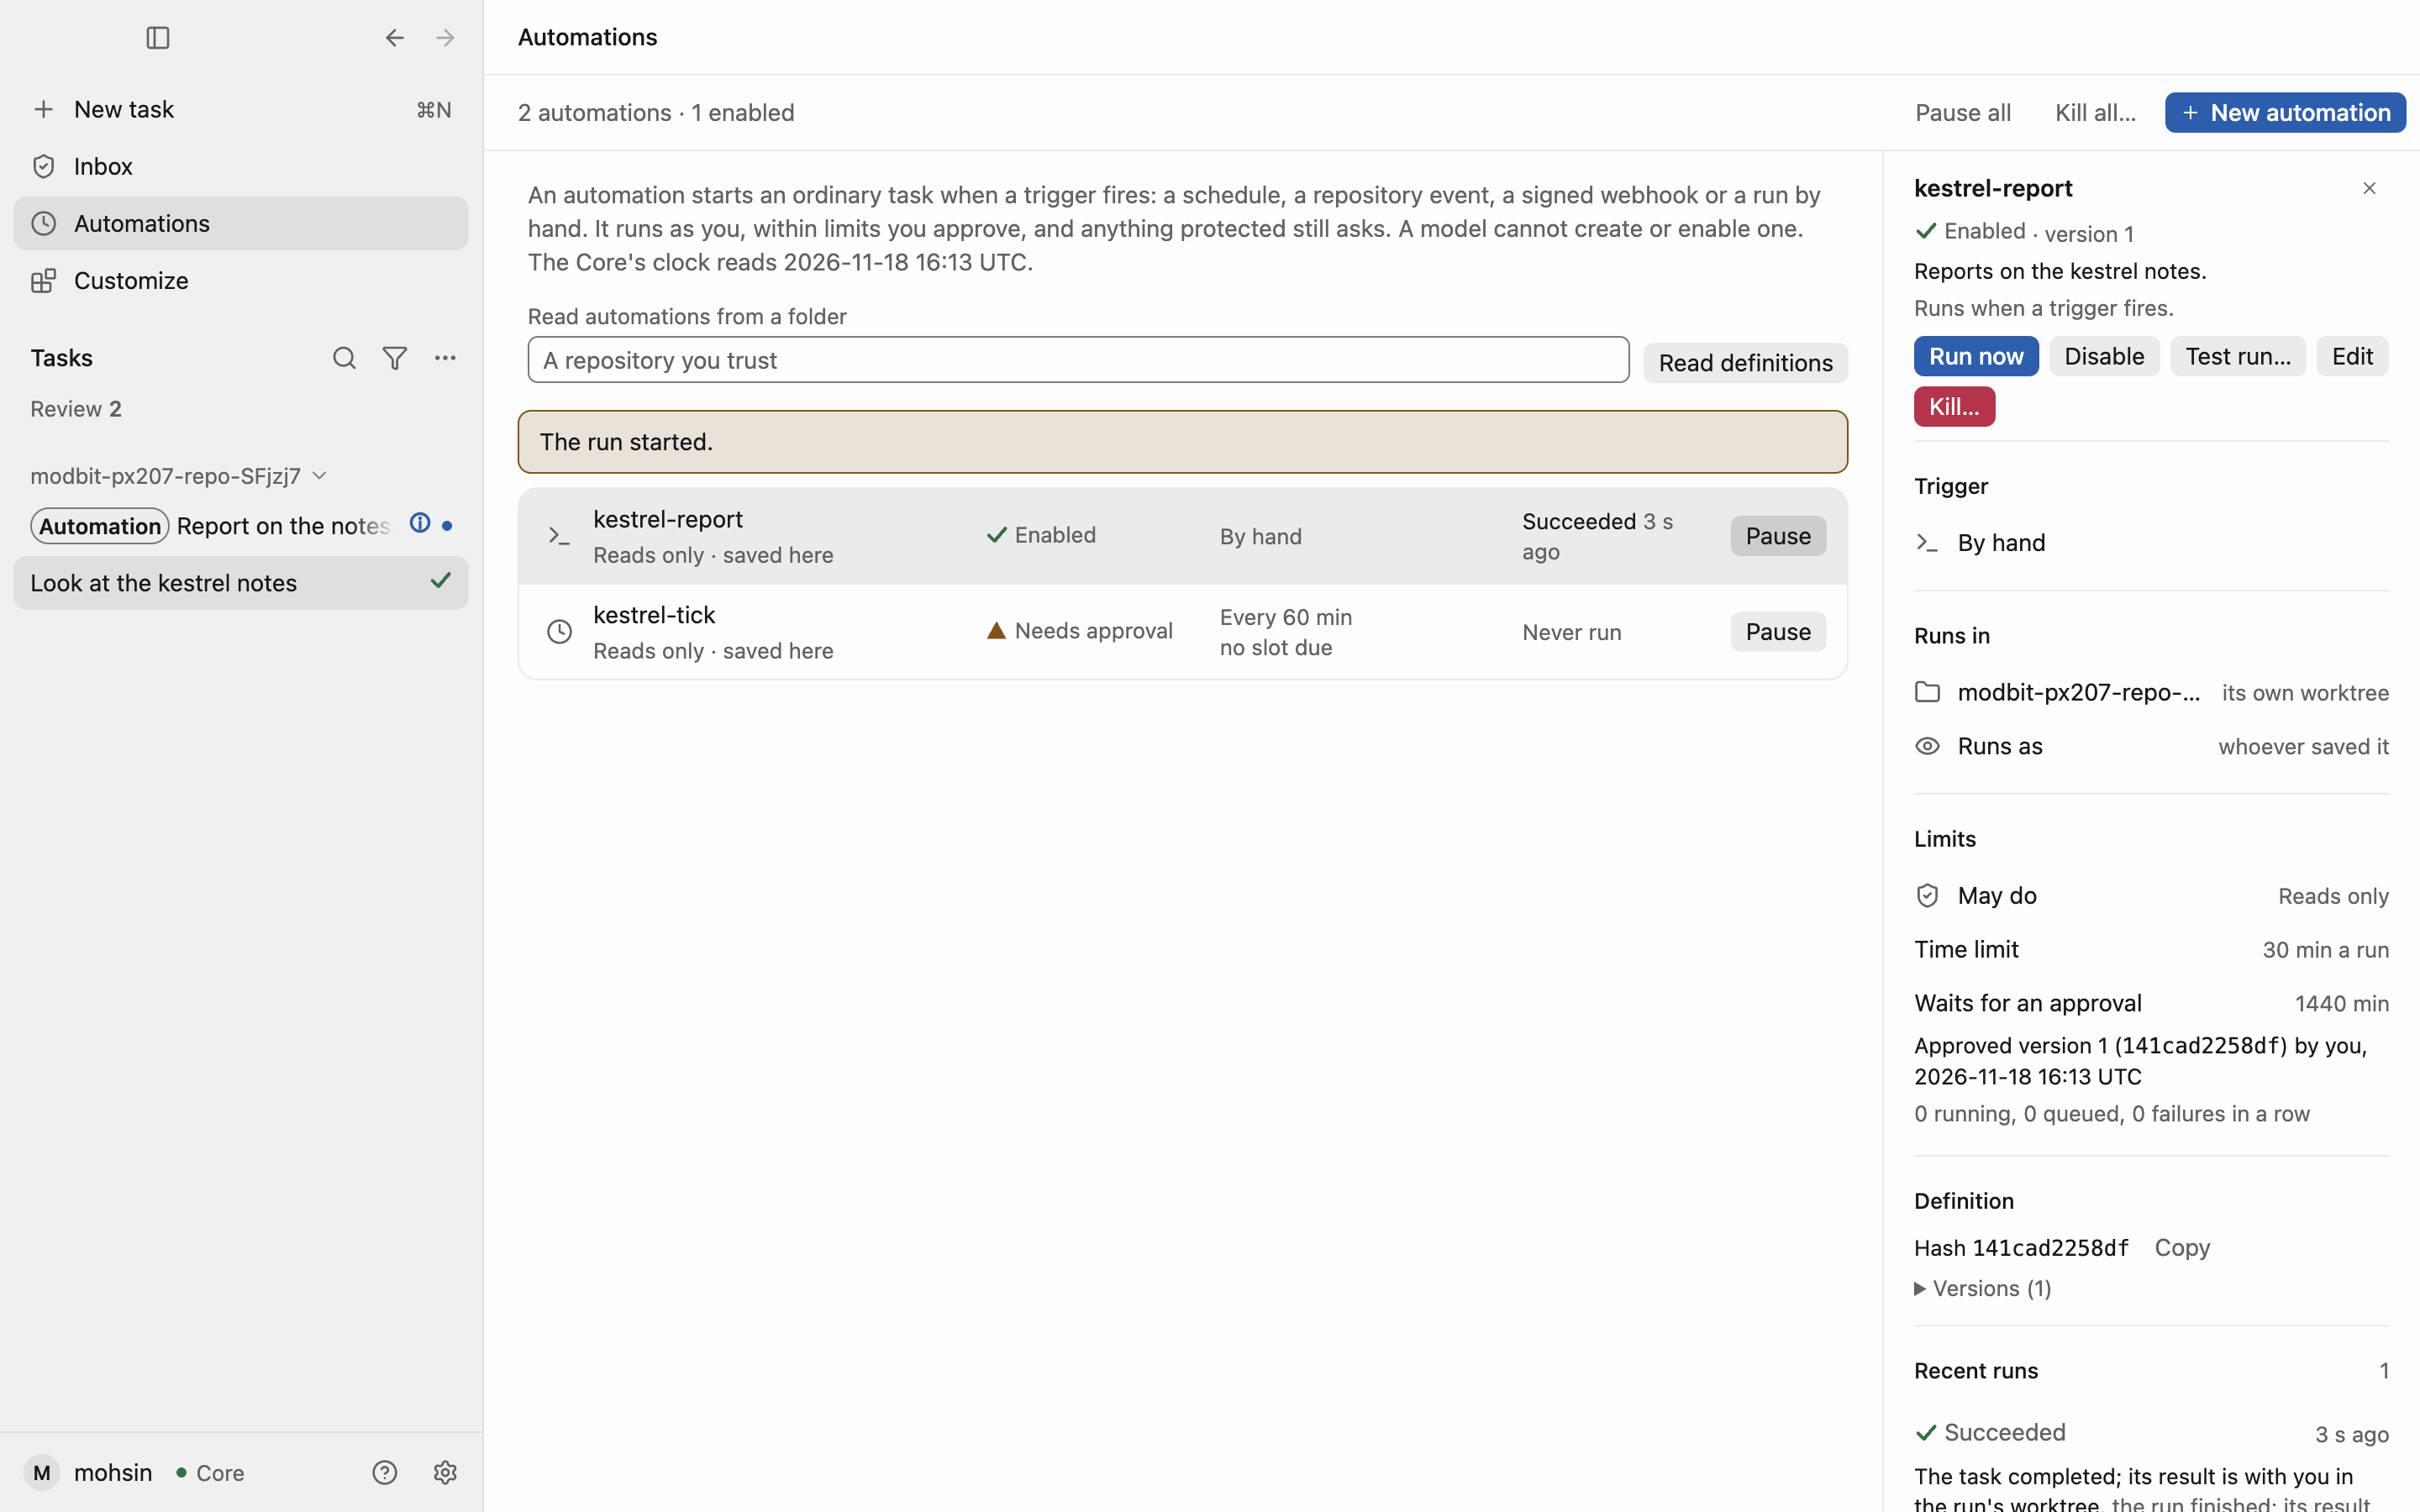 New task ⌘N
Inbox
Automations
Customize
Tasks
Review 2
modbit-px207-repo-SFjzj7
Automation Report on the notes
Look at the kestrel notes
M mohsin Core
Automations
2 automations · 1 enabled
Pause all Kill all... + New automation
An automation starts an ordinary task when a trigger fires: a schedule, a repository event, a signed webhook or a run by
hand. It runs as you, within limits you approve, and anything protected still asks. A model cannot create or enable one.
The Core's clock reads 2026-11-18 16:13 UTC.
Read automations from a folder
A repository you trust Read definitions
The run started.
kestrel-report
Reads only · saved here
Enabled
By hand
Succeeded 3 s
ago
Pause
kestrel-tick
Reads only · saved here
Needs approval
Every 60 min
no slot due
Never run
Pause
kestrel-report
Enabled · version 1
Reports on the kestrel notes.
Runs when a trigger fires.
Run now Disable Test run... Edit
Kill...
Trigger
By hand
Runs in
modbit-px207-repo-... its own worktree
Runs as whoever saved it
Limits
May do Reads only
Time limit 30 min a run
Waits for an approval 1440 min
Approved version 1 (141cad2258df) by you,
2026-11-18 16:13 UTC
0 running, 0 queued, 0 failures in a row
Definition
Hash 141cad2258df Copy
Versions (1)
Recent runs 1
Succeeded 3 s ago
The task completed; its result is with you in
the run's worktree. the run finished: its result